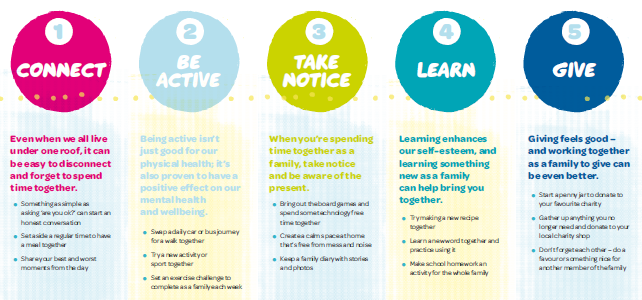 1
CONNECT
Even when we all live
under one roof, it can
be easy to disconnect
and forget to spend
time together.
Something as simple as
asking 'are you ok?' can start an
honest conversation
Set aside a regular time to have
a meal together
Share your best and worst
moments from the day
2
BE
ACTIVE
Being active isn't
just good for our
physical health; it's
also proven to have a
positive effect on our
mental health
and wellbeing.
Swap a daily car or bus journey
for a walk together
Try a new activity or
sport together
Set an exercise challenge to
complete as a family each week
3
TAKE
NOTICE
When you're spending
time together as a
family, take notice
and be aware of the
present.
Bring out the board games and
spend some technology free
time together
Create a calm space at home
that's free from mess and noise
Keep a family diary with stories
and photos
4
LEARN
Learning enhances
our self-esteem, and
learning something
new as a family
can help bring you
together.
Try making a new recipe
together
Learn a new word together and
practice using it
Make school homework an
activity for the whole family
5
GIVE
Giving feels good –
and working together
as a family to give can
be even better.
Start a penny jar to donate to
your favourite charity
Gather up anything you no
longer need and donate to your
local charity shop
Don't forget each other – do a
favour or something nice for
another member of the family